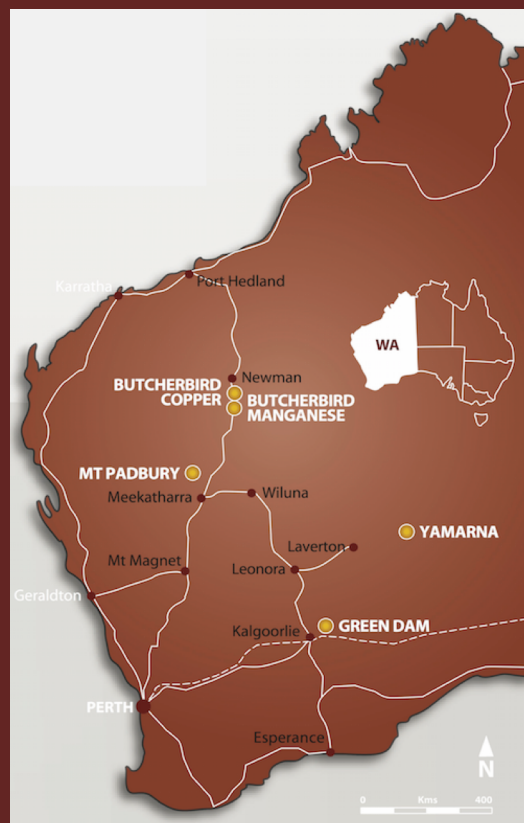 Port Hedland
Karratha
WA
Newman
BUTCHERBIRD
COPPER
BUTCHERBIRD
MANGANESE
MT PADBURY
Meekatharra
Wiluna
YAMARNA
Laverton
Mt Magnet
Leonora
Geraldton
GREEN DAM
Kalgoorlie
PERTH
Esperance
N
0 Kms 400